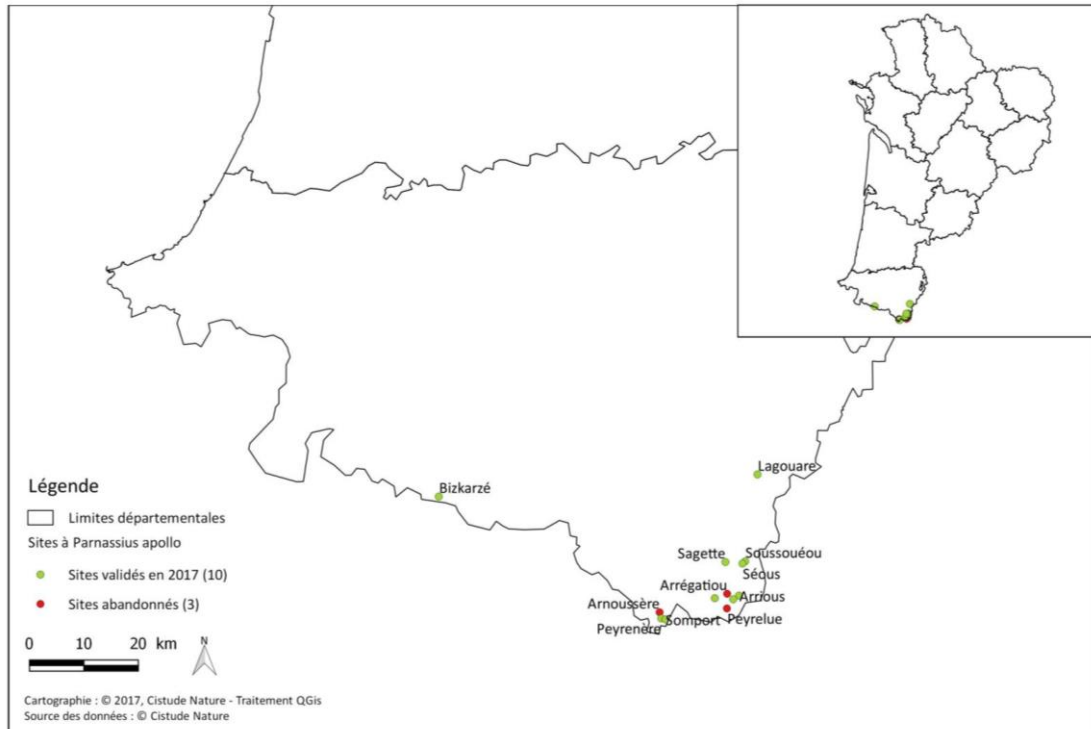 Lagouare
Bizkarzé
Légende
Limites départementales
Sites à Parnassius apollo
Sites validés en 2017 (10)
Sites abandonnés (3)
Sagette
Soussouéou
Séous
Arrégatiou
Arrious
Arnoussère
Peyrenère
Somport
Peyrelue
0 10 20 km
N
Cartographie : © 2017, Cistude Nature - Traitement QGis
Source des données : © Cistude Nature